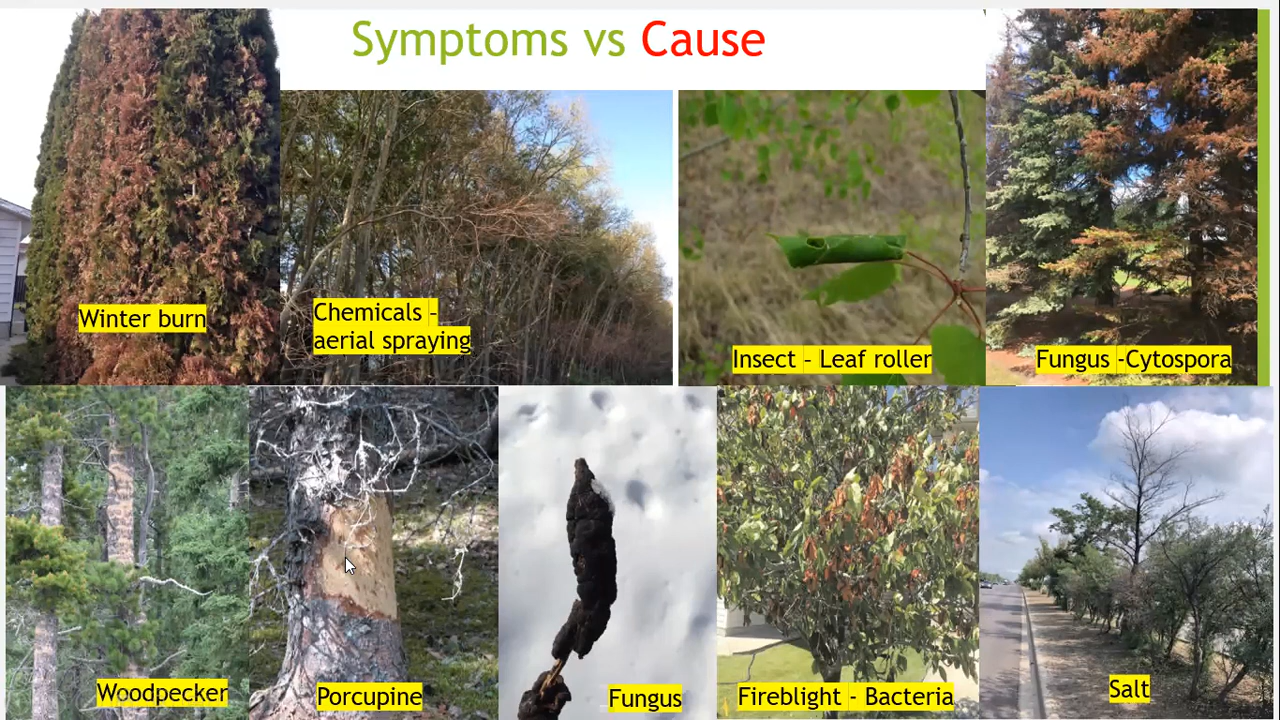 Symptoms vs Cause
Winter burn
Chemicals -
aerial spraying
Insect - Leaf roller
Fungus -Cytospora
Woodpecker
Porcupine
Fungus
Fireblight - Bacteria
Salt